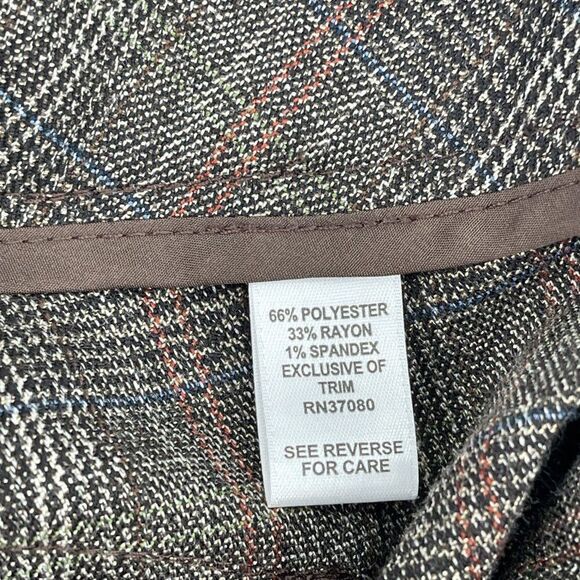 66% POLYESTER
33% RAYON
1% SPANDEX
EXCLUSIVE OF
TRIM
RN37080
SEE REVERSE
FOR CARE